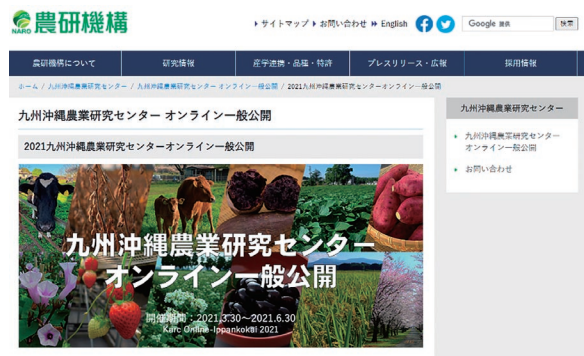 NARO 農研機構
サイトマップ お問い合わせ English
Google 検索 検索
農研機構について 研究情報 産学連携・品種・特許 プレスリリース・広報 採用情報
ホーム / 九州沖縄農業研究センター / 九州沖縄農業研究センター オンライン一般公開 / 2021九州沖縄農業研究センターオンライン一般公開
九州沖縄農業研究センター オンライン一般公開
2021九州沖縄農業研究センターオンライン一般公開
九州沖縄農業研究センター
オンライン一般公開
開催期間：2021.3.30～2021.6.30
Karc Online-Ippankokai 2021
九州沖縄農業研究センター
九州沖縄農業研究センター
オンライン一般公開
お問い合わせ